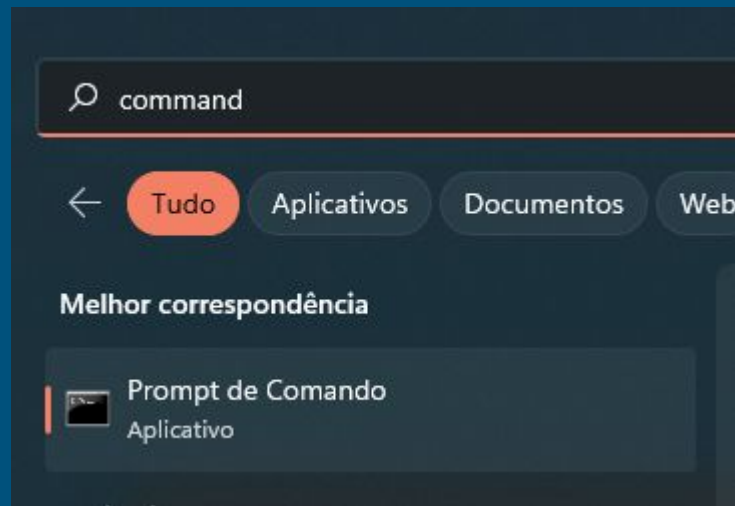 command
Tudo Aplicativos Documentos Web
Melhor correspondência
Prompt de Comando
Aplicativo